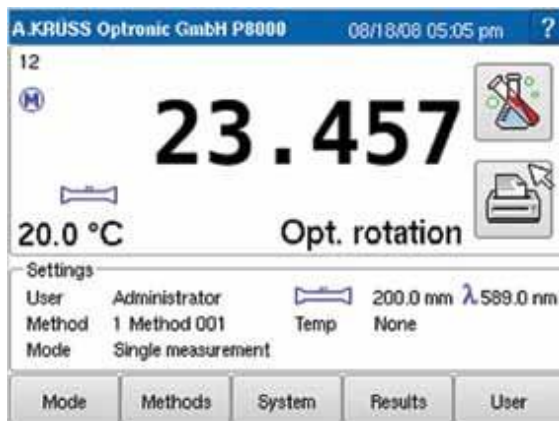 A.KRÜSS Optronic GmbH P8000 08/18/08 05:05 pm ?
12
M
23.457
20.0 °C Opt. rotation
Settings
User Administrator 200.0 mm λ 589.0 nm
Method 1 Method 001 Temp None
Mode Single measurement
Mode Methods System Results User